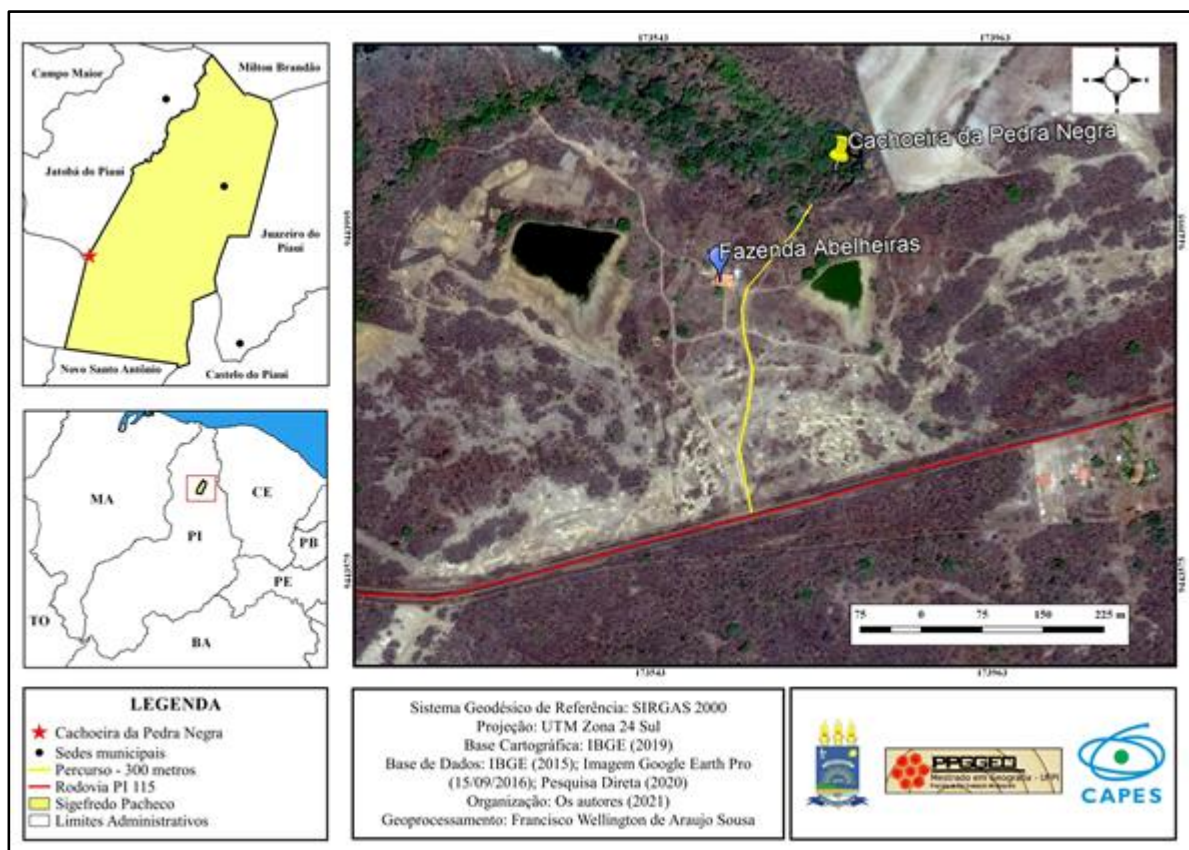 Campo Maior
Milton Brandão
Jatobá do Piauí
Juazeiro do
Piauí
Novo Santo Antônio
Castelo do Piauí
MA
CE
PI
PB
PE
TO
BA
173543
173963
Cachoeira da Pedra Negra
Fazenda Abelheiras
75 0 75 150 225 m
173543
173963
LEGENDA
Cachoeira da Pedra Negra
Sedes municipais
Percurso - 300 metros
Rodovia PI 115
Sigefredo Pacheco
Limites Administrativos
Sistema Geodésico de Referência: SIRGAS 2000
Projeção: UTM Zona 24 Sul
Base Cartográfica: IBGE (2019)
Base de Dados: IBGE (2015); Imagem Google Earth Pro
(15/09/2016); Pesquisa Direta (2020)
Organização: Os autores (2021)
Geoprocessamento: Francisco Wellington de Araujo Sousa
PPGGEO
Mestrado em Geografia - UFPI
CAPES